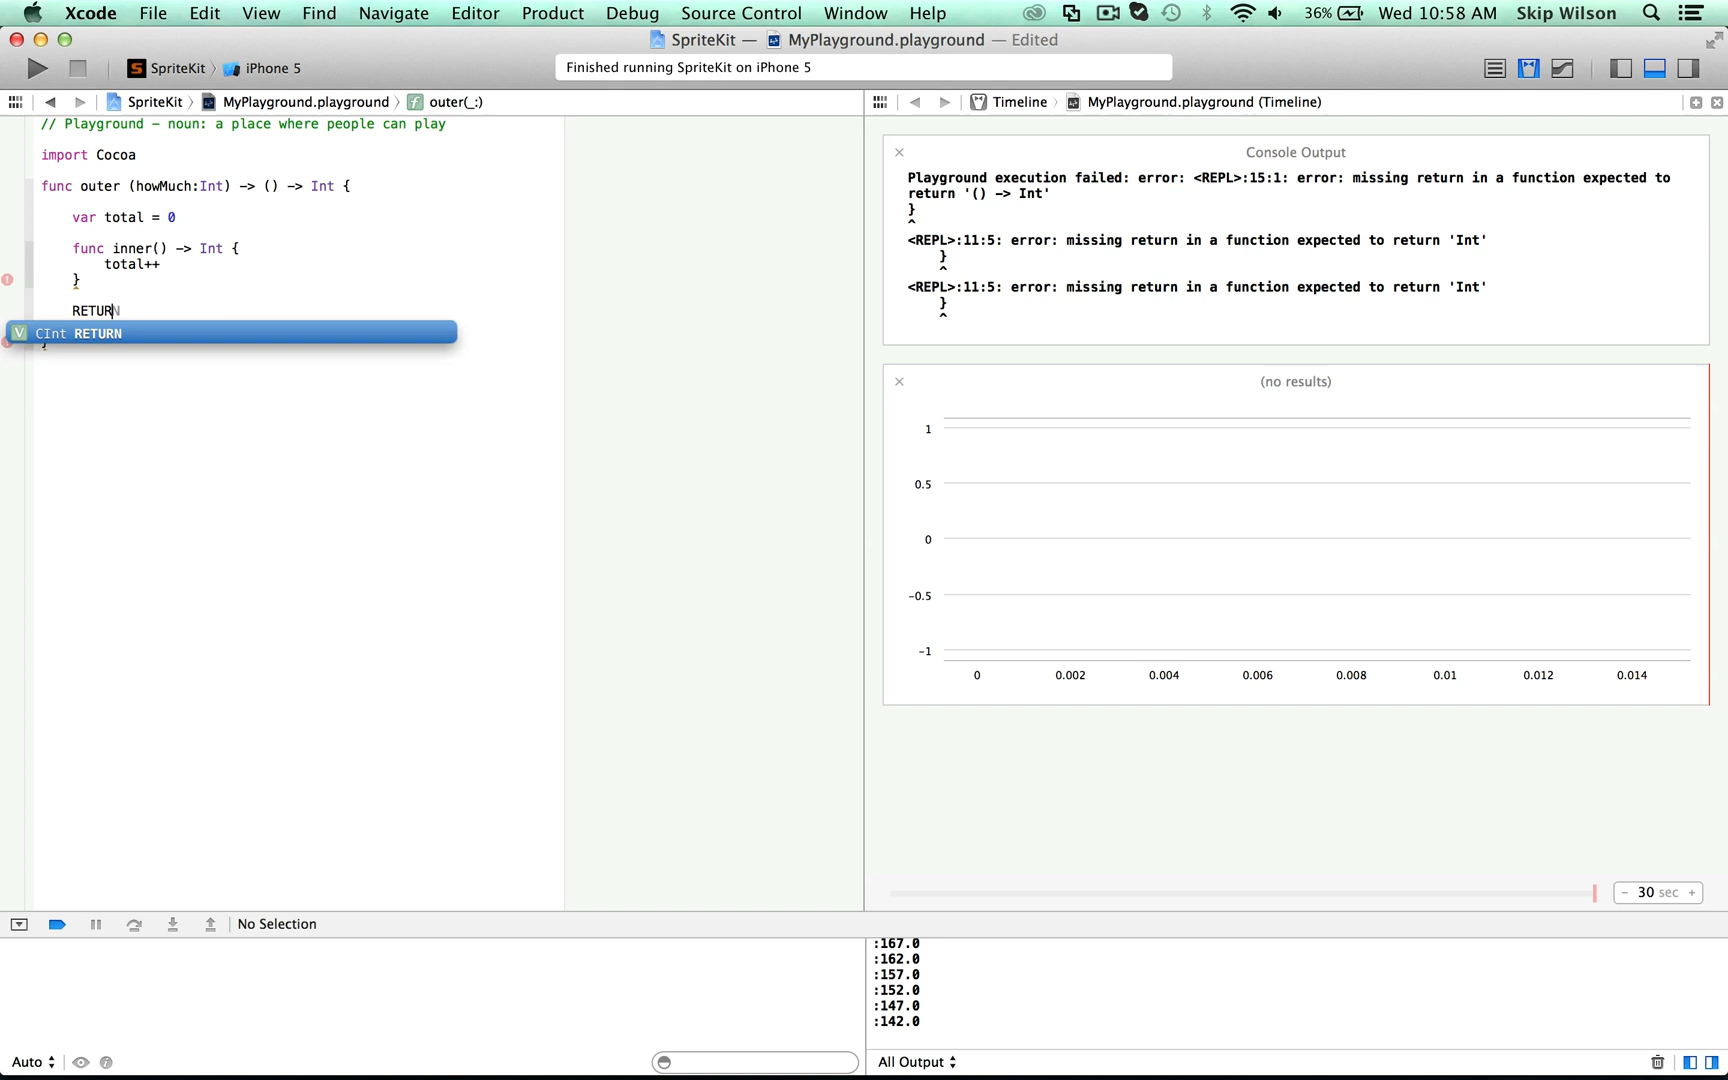 Xcode File Edit View Find Navigate Editor Product Debug Source Control Window Help 36% Wed 10:58 AM Skip Wilson
SpriteKit — MyPlayground.playground — Edited
SpriteKit iPhone 5 Finished running SpriteKit on iPhone 5
SpriteKit MyPlayground.playground outer(_:) Timeline MyPlayground.playground (Timeline)
// Playground - noun: a place where people can play
import Cocoa
func outer (howMuch:Int) -> () -> Int {
var total = 0
func inner() -> Int {
total++
}
RETURN
V CInt RETURN
}
Console Output
Playground execution failed: error: <REPL>:15:1: error: missing return in a function expected to
return '() -> Int'
}
^
<REPL>:11:5: error: missing return in a function expected to return 'Int'
}
^
<REPL>:11:5: error: missing return in a function expected to return 'Int'
}
^
(no results)
1
0.5
0
-0.5
-1
0 0.002 0.004 0.006 0.008 0.01 0.012 0.014
- 30 sec +
No Selection
:167.0
:162.0
:157.0
:152.0
:147.0
:142.0
Auto
All Output